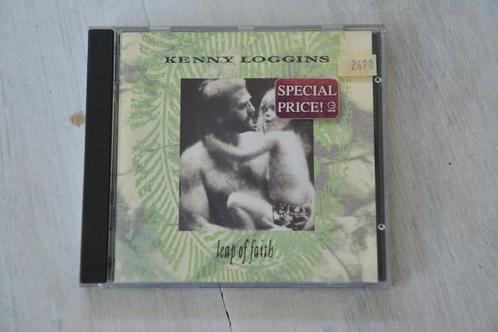 KENNY LOGGINS
2490
SPECIAL
PRICE!
leap of faith